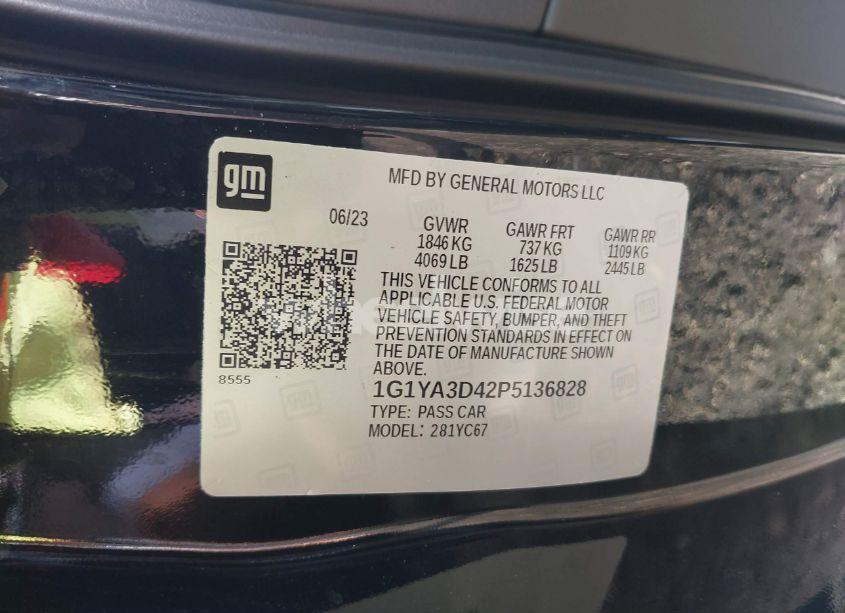 gm
MFD BY GENERAL MOTORS LLC
06/23
GVWR
1846 KG
4069 LB
GAWR FRT
737 KG
1625 LB
GAWR RR
1109 KG
2445 LB
THIS VEHICLE CONFORMS TO ALL
APPLICABLE U.S. FEDERAL MOTOR
VEHICLE SAFETY, BUMPER, AND THEFT
PREVENTION STANDARDS IN EFFECT ON
THE DATE OF MANUFACTURE SHOWN
ABOVE.
8555
1G1YA3D42P5136828
TYPE: PASS CAR
MODEL: 281YC67